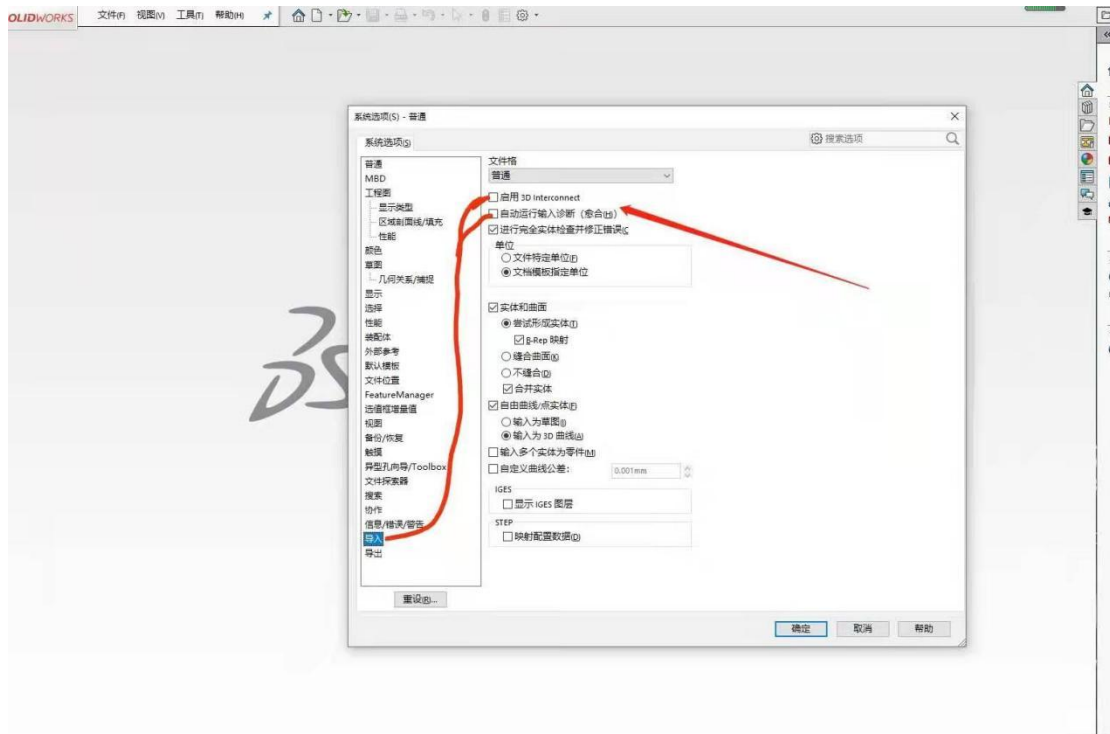 OLIDWORKS 文件(F) 视图(V) 工具(T) 帮助(H)
系统选项(S) - 普通
系统选项(S)
搜索选项
普通
MBD
工程图
显示类型
区域剖面线/填充
性能
颜色
草图
几何关系/捕捉
显示
选择
性能
装配体
外部参考
默认模板
文件位置
FeatureManager
选值框增量值
视图
备份/恢复
触摸
异型孔向导/Toolbox
文件探索器
搜索
协作
信息/错误/警告
导入
导出
重设(R)...
文件格
普通
启用 3D Interconnect
自动运行输入诊断（愈合(H)）
进行完全实体检查并修正错误(C
单位
文件特定单位(F)
文档模板指定单位
实体和曲面
尝试形成实体(T)
B-Rep 映射
缝合曲面(K)
不缝合(D)
合并实体
自由曲线/点实体(F)
输入为草图(I)
输入为 3D 曲线(A)
输入多个实体为零件(M)
自定义曲线公差: 0.001mm
IGES
显示 IGES 图层
STEP
映射配置数据(O)
确定 取消 帮助